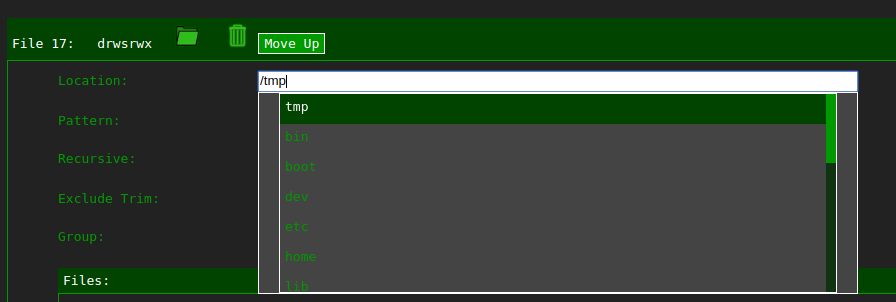 File 17: drwsrwx Move Up
Location: /tmp
tmp
Pattern:
bin
Recursive:
boot
Exclude Trim:
dev
etc
Group:
home
Files:
lib